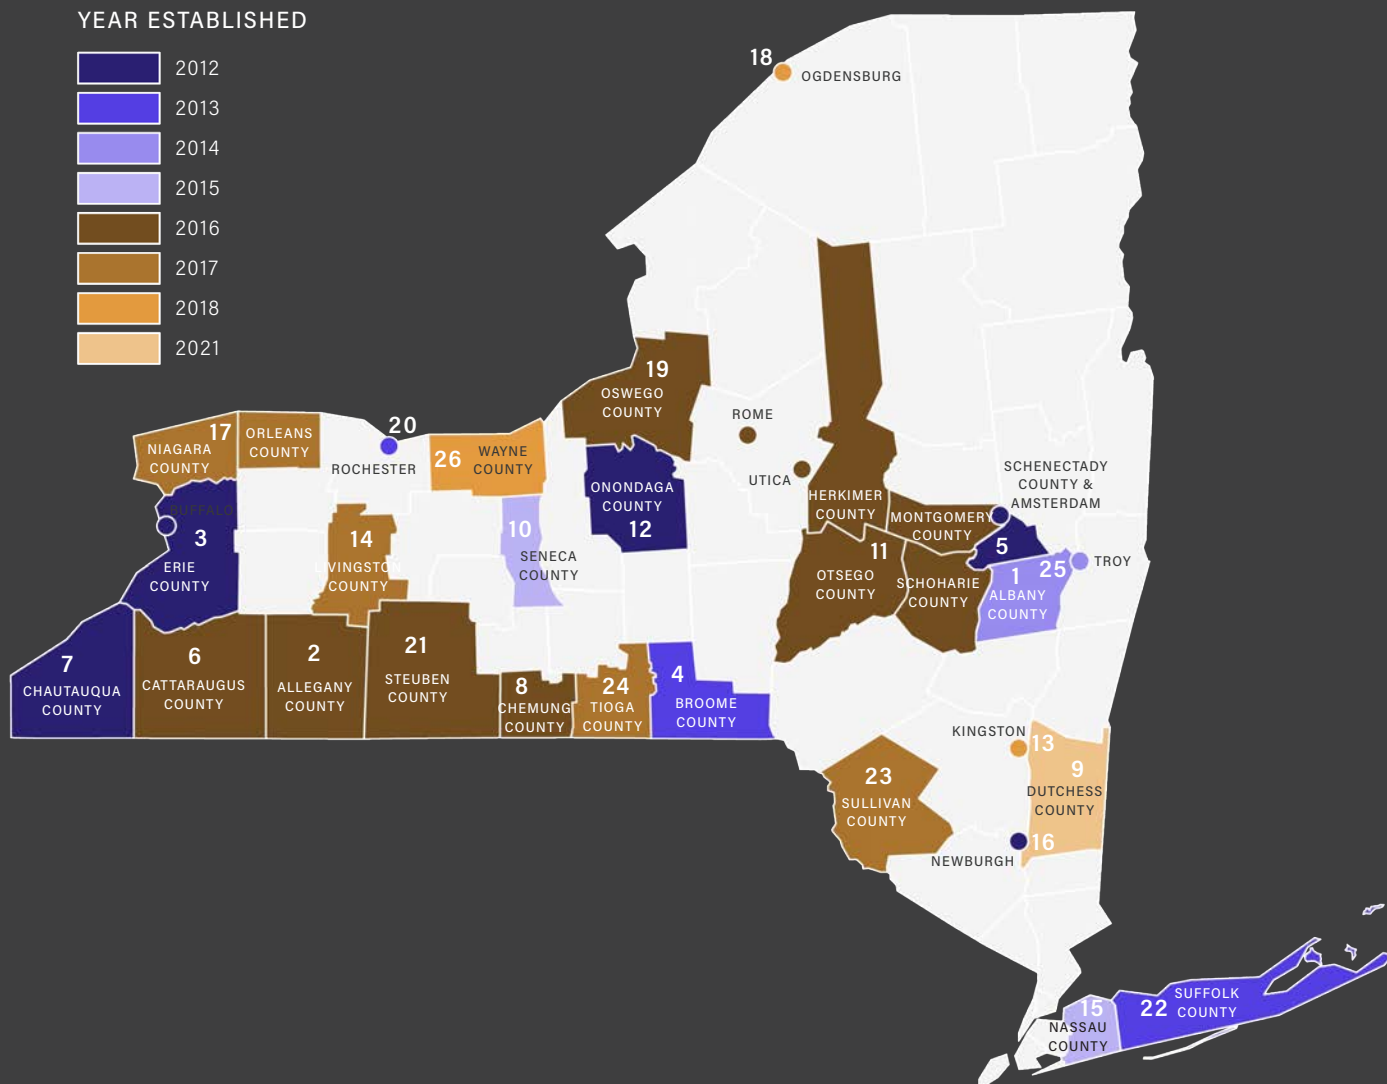 YEAR ESTABLISHED
2012
2013
2014
2015
2016
2017
2018
2021
18
OGDENSBURG
19
OSWEGO
COUNTY
ROME
UTICA
20
ROCHESTER
17
NIAGARA
COUNTY
ORLEANS
COUNTY
26
WAYNE
COUNTY
BUFFALO
3
ERIE
COUNTY
14
LIVINGSTON
COUNTY
10
SENECA
COUNTY
ONONDAGA
COUNTY
12
HERKIMER
COUNTY
MONTGOMERY
COUNTY
SCHENECTADY
COUNTY &
AMSTERDAM
5
11
OTSEGO
COUNTY
SCHOHARIE
COUNTY
1
ALBANY
COUNTY
25
TROY
7
CHAUTAUQUA
COUNTY
6
CATTARAUGUS
COUNTY
2
ALLEGANY
COUNTY
21
STEUBEN
COUNTY
8
CHEMUNG
COUNTY
24
TIOGA
COUNTY
4
BROOME
COUNTY
KINGSTON
13
9
DUTCHESS
COUNTY
23
SULLIVAN
COUNTY
16
NEWBURGH
15
NASSAU
COUNTY
22
SUFFOLK
COUNTY